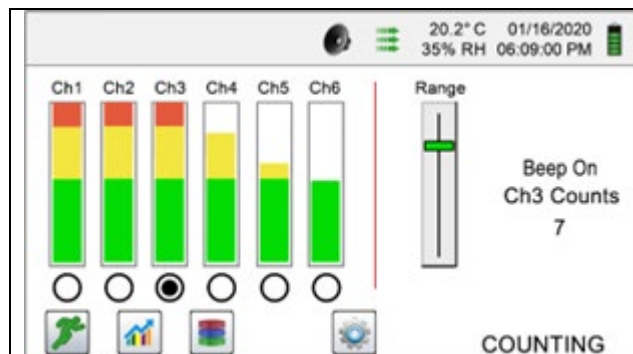 20.2° C 01/16/2020
35% RH 06:09:00 PM
Ch1 Ch2 Ch3 Ch4 Ch5 Ch6 Range
Beep On
Ch3 Counts
7
COUNTING